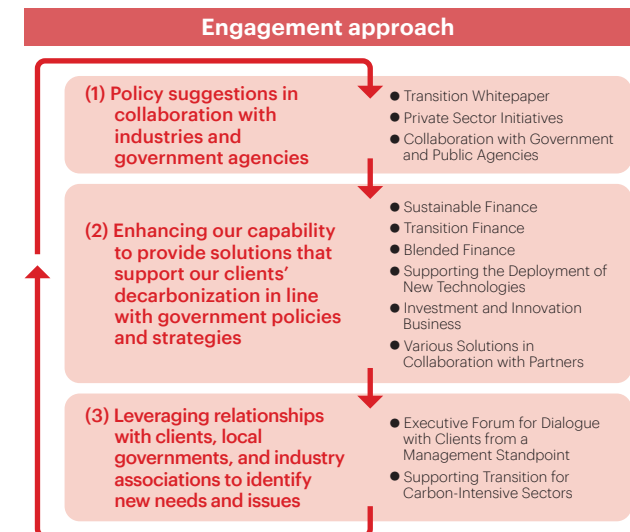 Engagement approach
(1) Policy suggestions in
collaboration with
industries and
government agencies
● Transition Whitepaper
● Private Sector Initiatives
● Collaboration with Government
and Public Agencies
(2) Enhancing our capability
to provide solutions that
support our clients'
decarbonization in line
with government policies
and strategies
● Sustainable Finance
● Transition Finance
● Blended Finance
● Supporting the Deployment of
New Technologies
● Investment and Innovation
Business
● Various Solutions in
Collaboration with Partners
(3) Leveraging relationships
with clients, local
governments, and industry
associations to identify
new needs and issues
● Executive Forum for Dialogue
with Clients from a
Management Standpoint
● Supporting Transition for
Carbon-Intensive Sectors